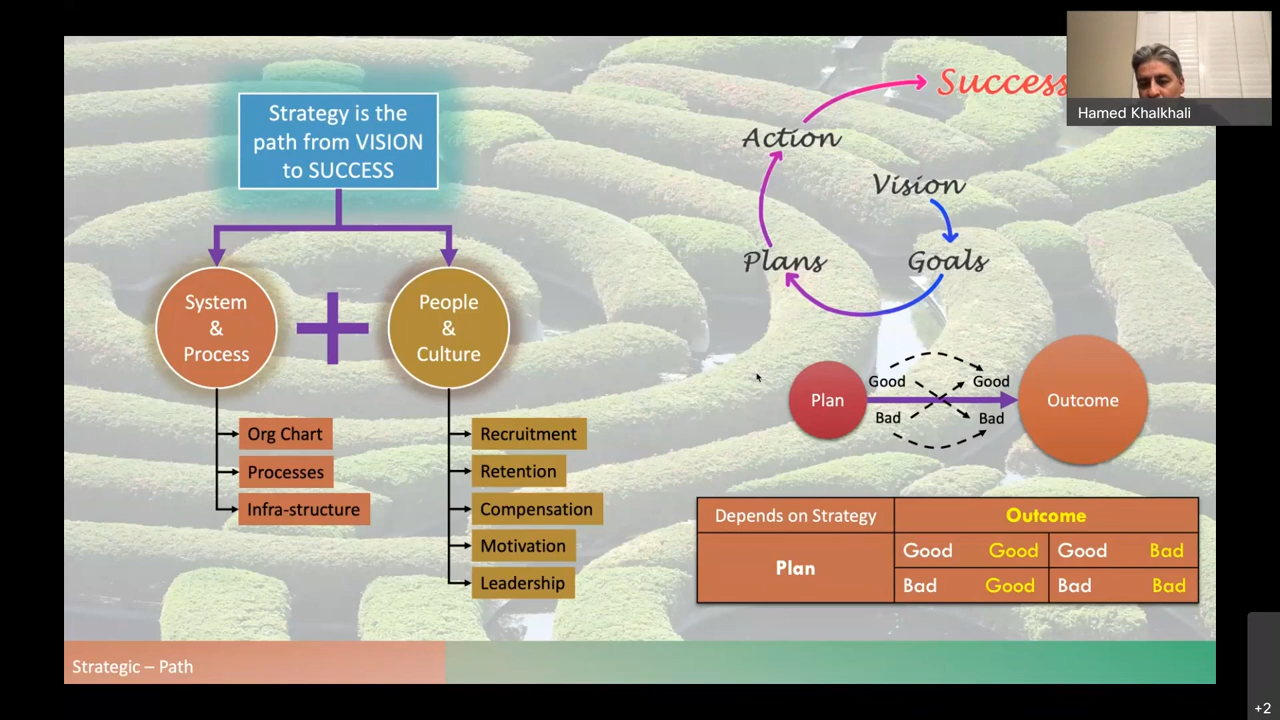 Strategy is the
path from VISION
to SUCCESS
System
&
Process
People
&
Culture
Org Chart
Processes
Infra-structure
Recruitment
Retention
Compensation
Motivation
Leadership
Success
Action
Vision
Plans
Goals
Hamed Khalkhali
Plan
Good
Good
Bad
Bad
Outcome
Depends on Strategy
Outcome
Plan
Good Good Good Bad
Bad Good Bad Bad
Strategic – Path
+2